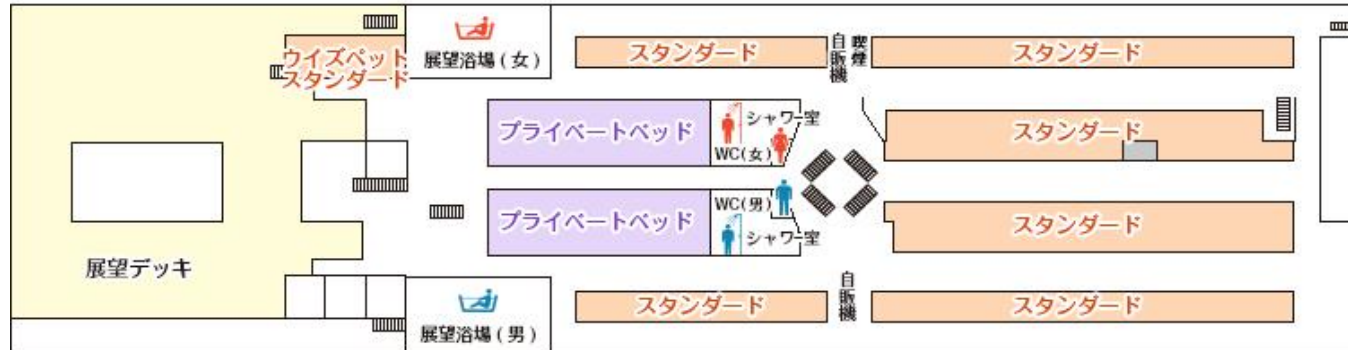 ウイズペット
スタンダード
展望浴場(女)
スタンダード
自販機
喫煙
スタンダード
プライベートベッド
シャワー室
WC(女)
スタンダード
プライベートベッド
WC(男)
シャワー室
スタンダード
展望デッキ
展望浴場(男)
スタンダード
自販機
スタンダード